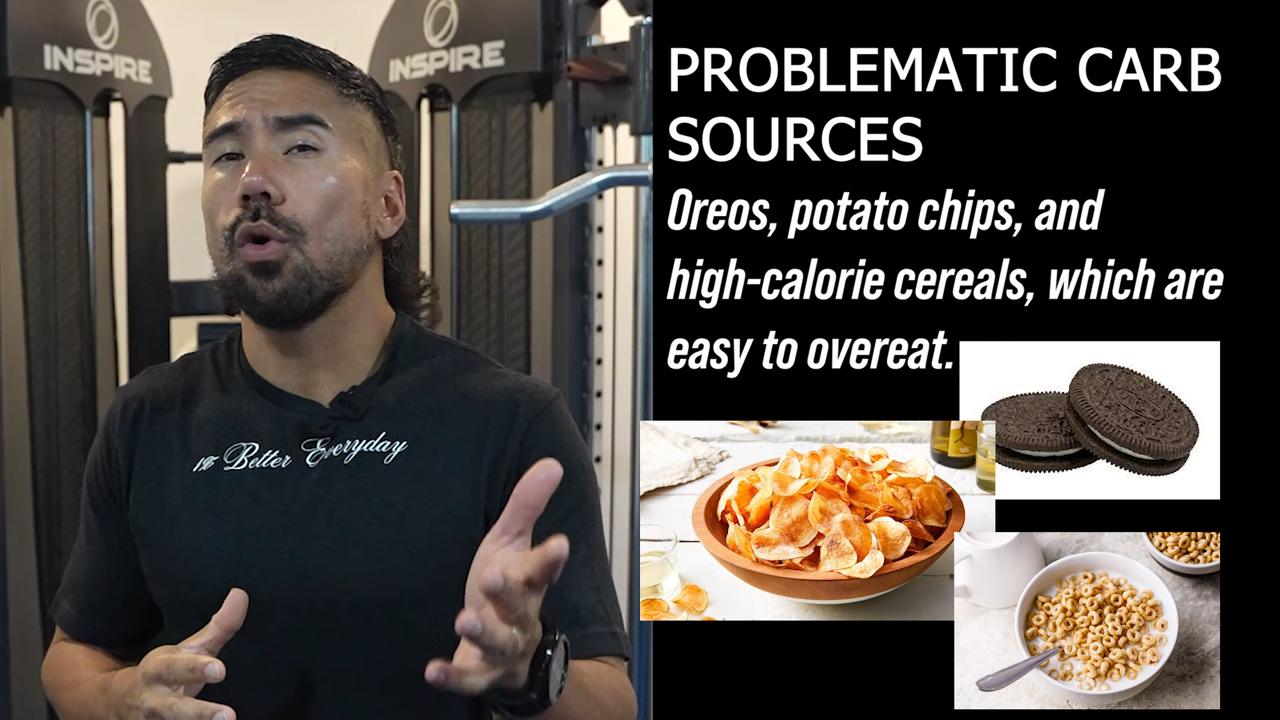 INSPIRE
INSPIRE
1% Better Everyday
PROBLEMATIC CARB
SOURCES
Oreos, potato chips, and
high-calorie cereals, which are
easy to overeat.